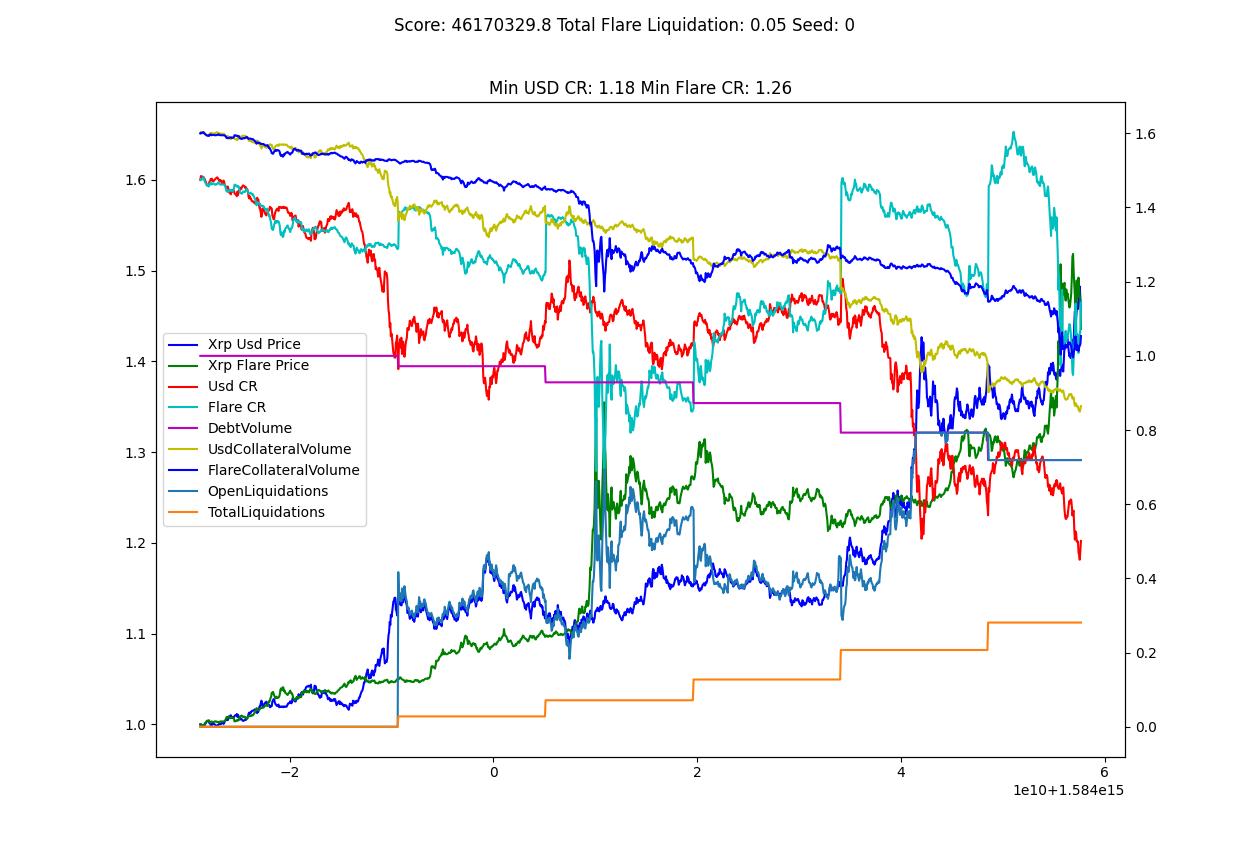 Score: 46170329.8 Total Flare Liquidation: 0.05 Seed: 0
Min USD CR: 1.18 Min Flare CR: 1.26
1.6
1.5
1.4
1.3
1.2
1.1
1.0
Xrp Usd Price
Xrp Flare Price
Usd CR
Flare CR
DebtVolume
UsdCollateralVolume
FlareCollateralVolume
OpenLiquidations
TotalLiquidations
1.6
1.4
1.2
1.0
0.8
0.6
0.4
0.2
0.0
−2 0 2 4 6
1e10+1.584e15